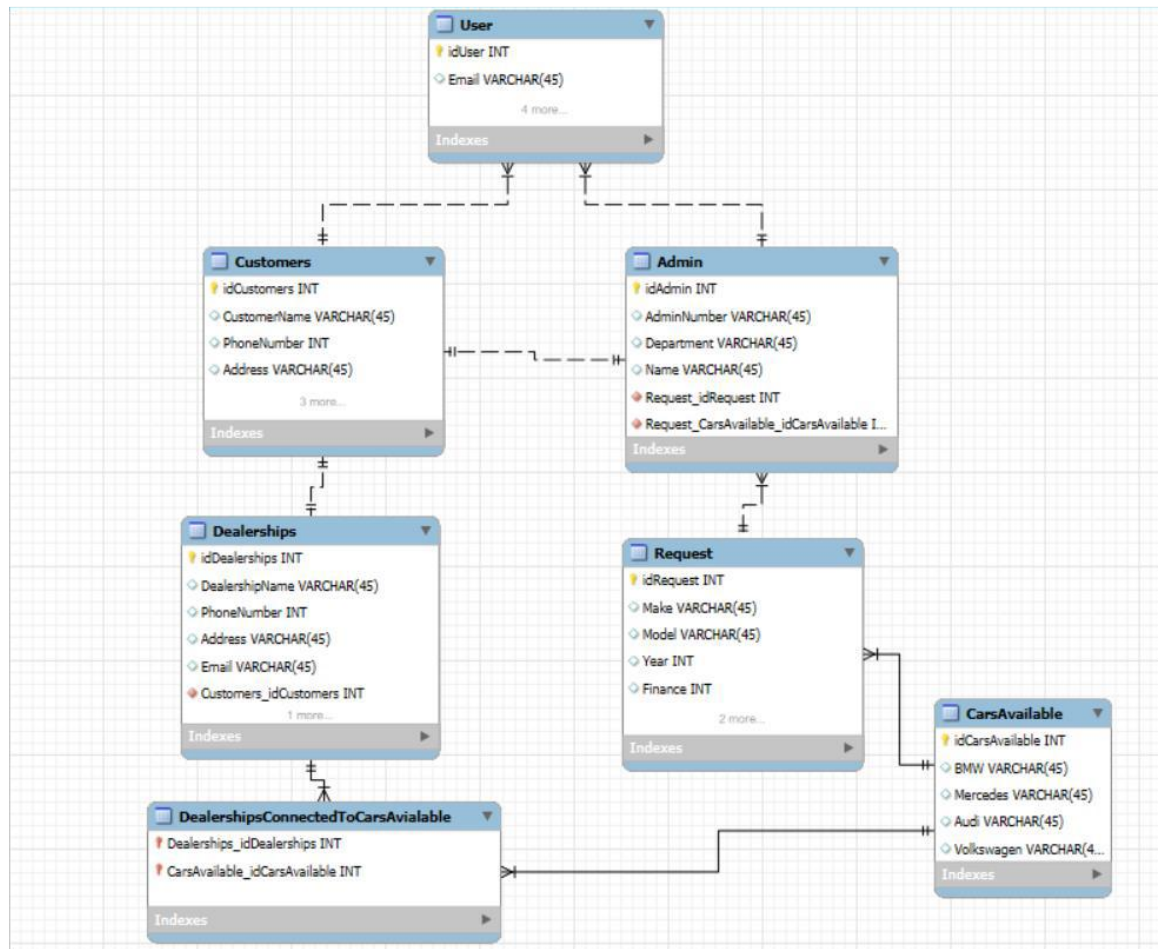 User
idUser INT
Email VARCHAR(45)
4 more...
Indexes
Customers
idCustomers INT
CustomerName VARCHAR(45)
PhoneNumber INT
Address VARCHAR(45)
3 more...
Indexes
Admin
idAdmin INT
AdminNumber VARCHAR(45)
Department VARCHAR(45)
Name VARCHAR(45)
Request_idRequest INT
Request_CarsAvailable_idCarsAvailable I...
Indexes
Dealerships
idDealerships INT
DealershipName VARCHAR(45)
PhoneNumber INT
Address VARCHAR(45)
Email VARCHAR(45)
Customers_idCustomers INT
1 more...
Indexes
Request
idRequest INT
Make VARCHAR(45)
Model VARCHAR(45)
Year INT
Finance INT
2 more...
Indexes
CarsAvailable
idCarsAvailable INT
BMW VARCHAR(45)
Mercedes VARCHAR(45)
Audi VARCHAR(45)
Volkswagen VARCHAR(4...
Indexes
DealershipsConnectedToCarsAvialable
Dealerships_idDealerships INT
CarsAvailable_idCarsAvailable INT
Indexes